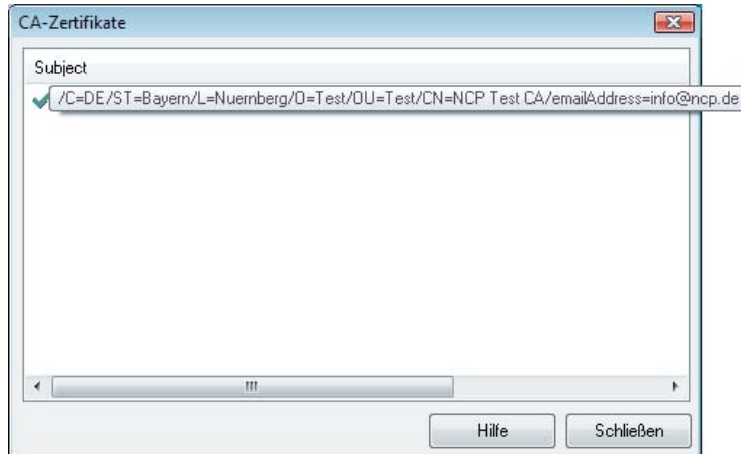 CA-Zertifikate
Subject
/C=DE/ST=Bayern/L=Nuernberg/O=Test/OU=Test/CN=NCP Test CA/emailAddress=info@ncp.de
Hilfe
Schließen